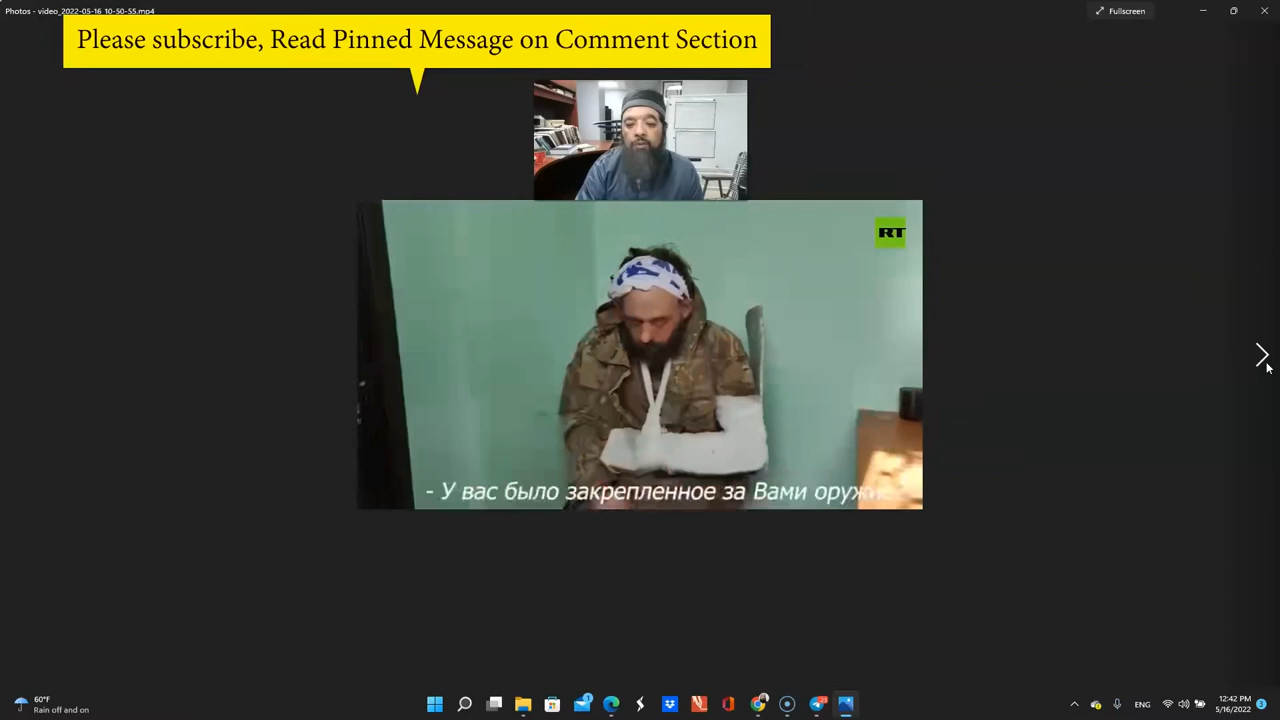 Photos - video_2022-05-16 10-50-55.mp4
Fullscreen
Please subscribe, Read Pinned Message on Comment Section
RT
- У вас было закрепленное за Вами оружи
60°F
Rain off and on
ENG
12:42 PM
5/16/2022